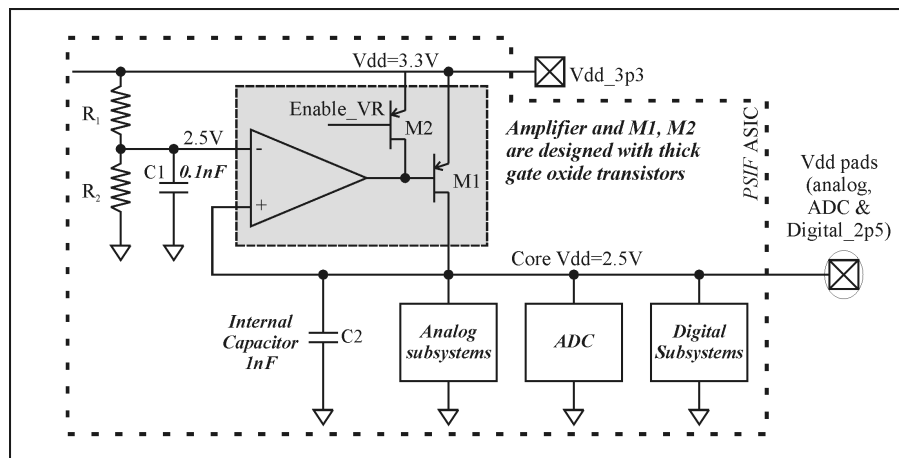 Vdd=3.3V
Vdd_3p3
Enable_VR
M2
R1
2.5V
-
Amplifier and M1, M2
are designed with thick
gate oxide transistors
PSIF ASIC
Vdd pads
(analog,
ADC &
Digital_2p5)
C1 0.1nF
M1
R2
+
Core Vdd=2.5V
Internal
Capacitor
1nF
C2
Analog
subsystems
ADC
Digital
Subsystems